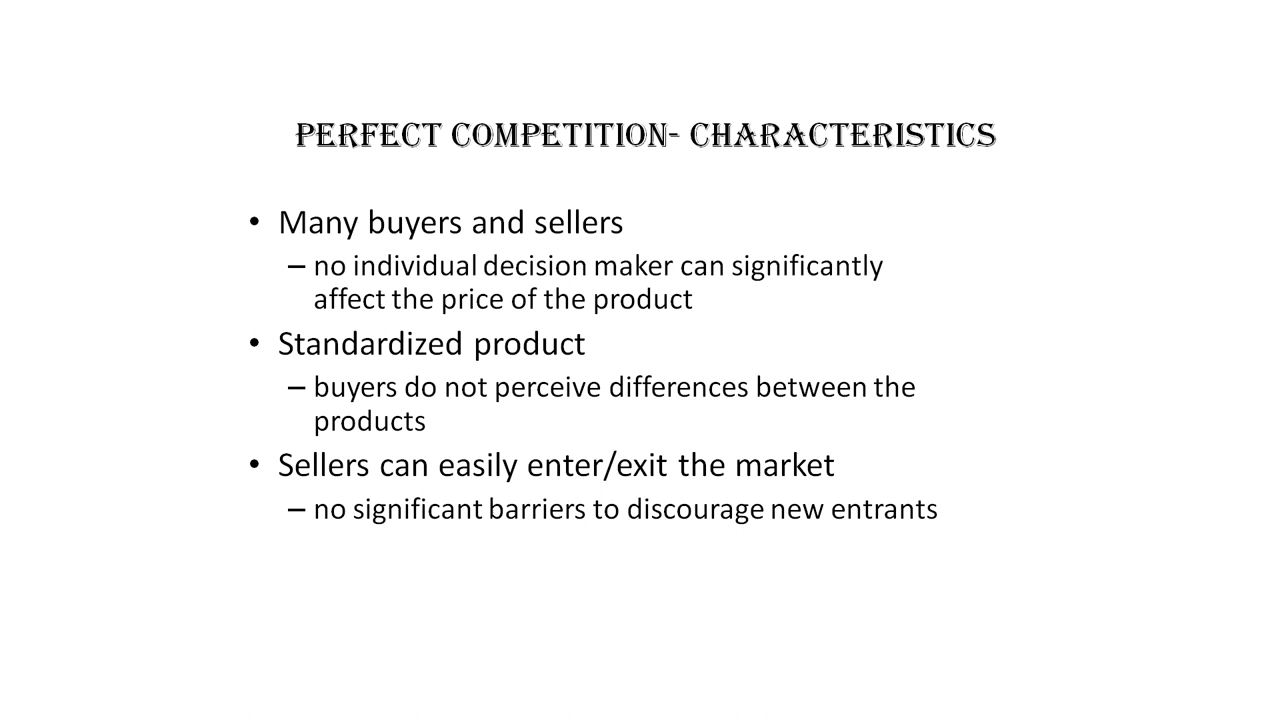 PERFECT COMPETITION- CHARACTERISTICS
• Many buyers and sellers
– no individual decision maker can significantly
affect the price of the product
• Standardized product
– buyers do not perceive differences between the
products
• Sellers can easily enter/exit the market
– no significant barriers to discourage new entrants